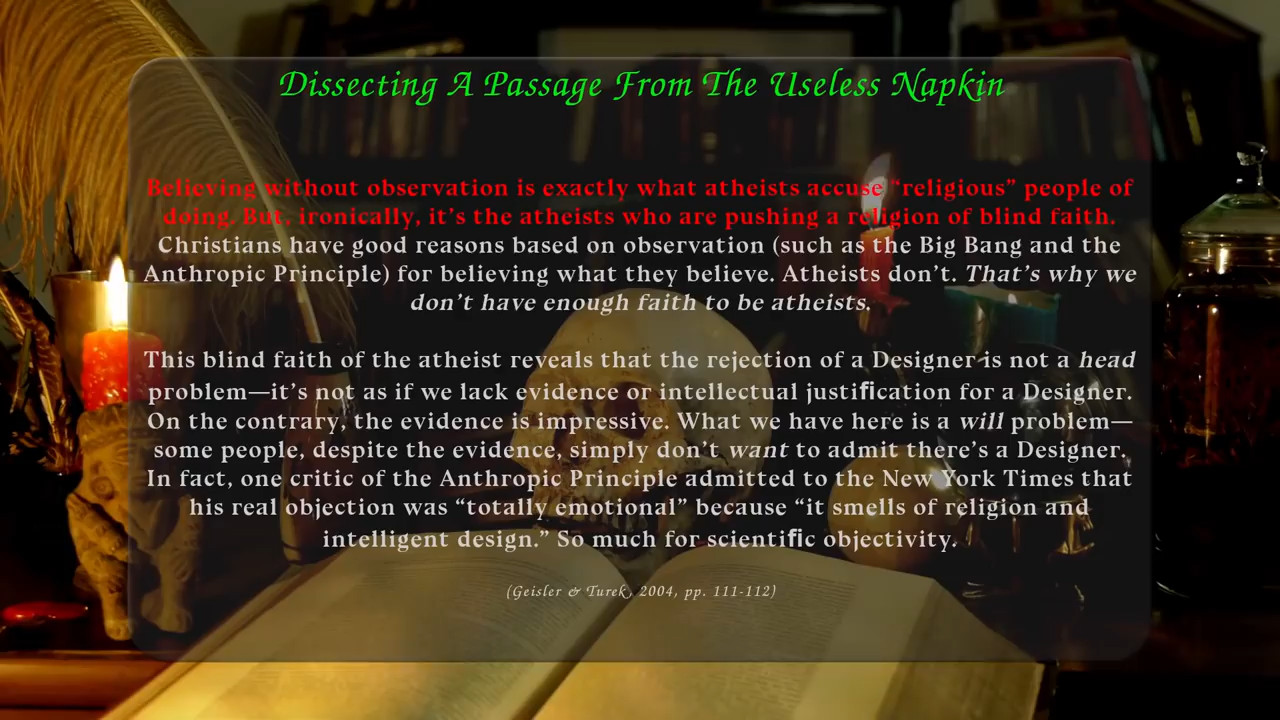 Dissecting A Passage From The Useless Napkin
Believing without observation is exactly what atheists accuse “religious” people of
doing. But, ironically, it’s the atheists who are pushing a religion of blind faith.
Christians have good reasons based on observation (such as the Big Bang and the
Anthropic Principle) for believing what they believe. Atheists don’t. That’s why we
don’t have enough faith to be atheists.
This blind faith of the atheist reveals that the rejection of a Designer is not a head
problem—it’s not as if we lack evidence or intellectual justification for a Designer.
On the contrary, the evidence is impressive. What we have here is a will problem—
some people, despite the evidence, simply don’t want to admit there’s a Designer.
In fact, one critic of the Anthropic Principle admitted to the New York Times that
his real objection was “totally emotional” because “it smells of religion and
intelligent design.” So much for scientific objectivity.
(Geisler & Turek, 2004, pp. 111-112)